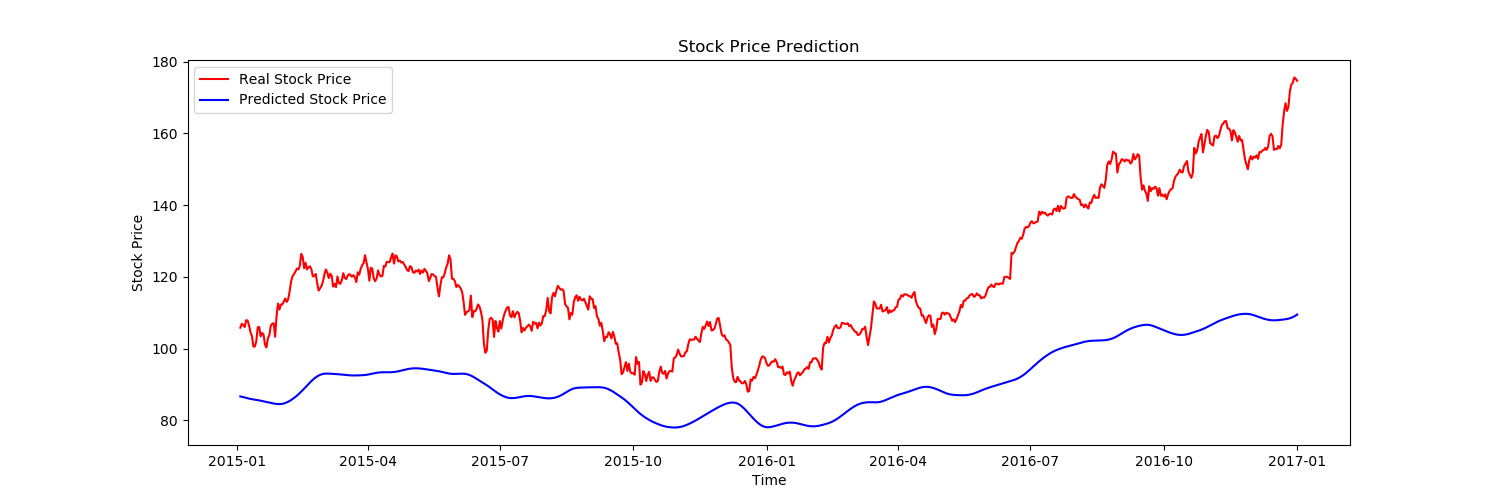 Stock Price Prediction
180
160
140
120
100
80
Stock Price
Real Stock Price
Predicted Stock Price
2015-01 2015-04 2015-07 2015-10 2016-01 2016-04 2016-07 2016-10 2017-01
Time